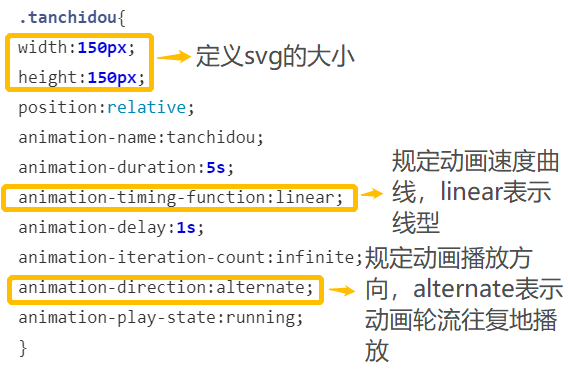 .tanchidou{
width:150px;
height:150px;
定义svg的大小
position:relative;
animation-name:tanchidou;
animation-duration:5s;
animation-timing-function:linear;
规定动画速度曲
线，linear表示
线型
animation-delay:1s;
animation-iteration-count:infinite;
animation-direction:alternate;
规定动画播放方
向，alternate表示
动画轮流往复地播
放
animation-play-state:running;
}